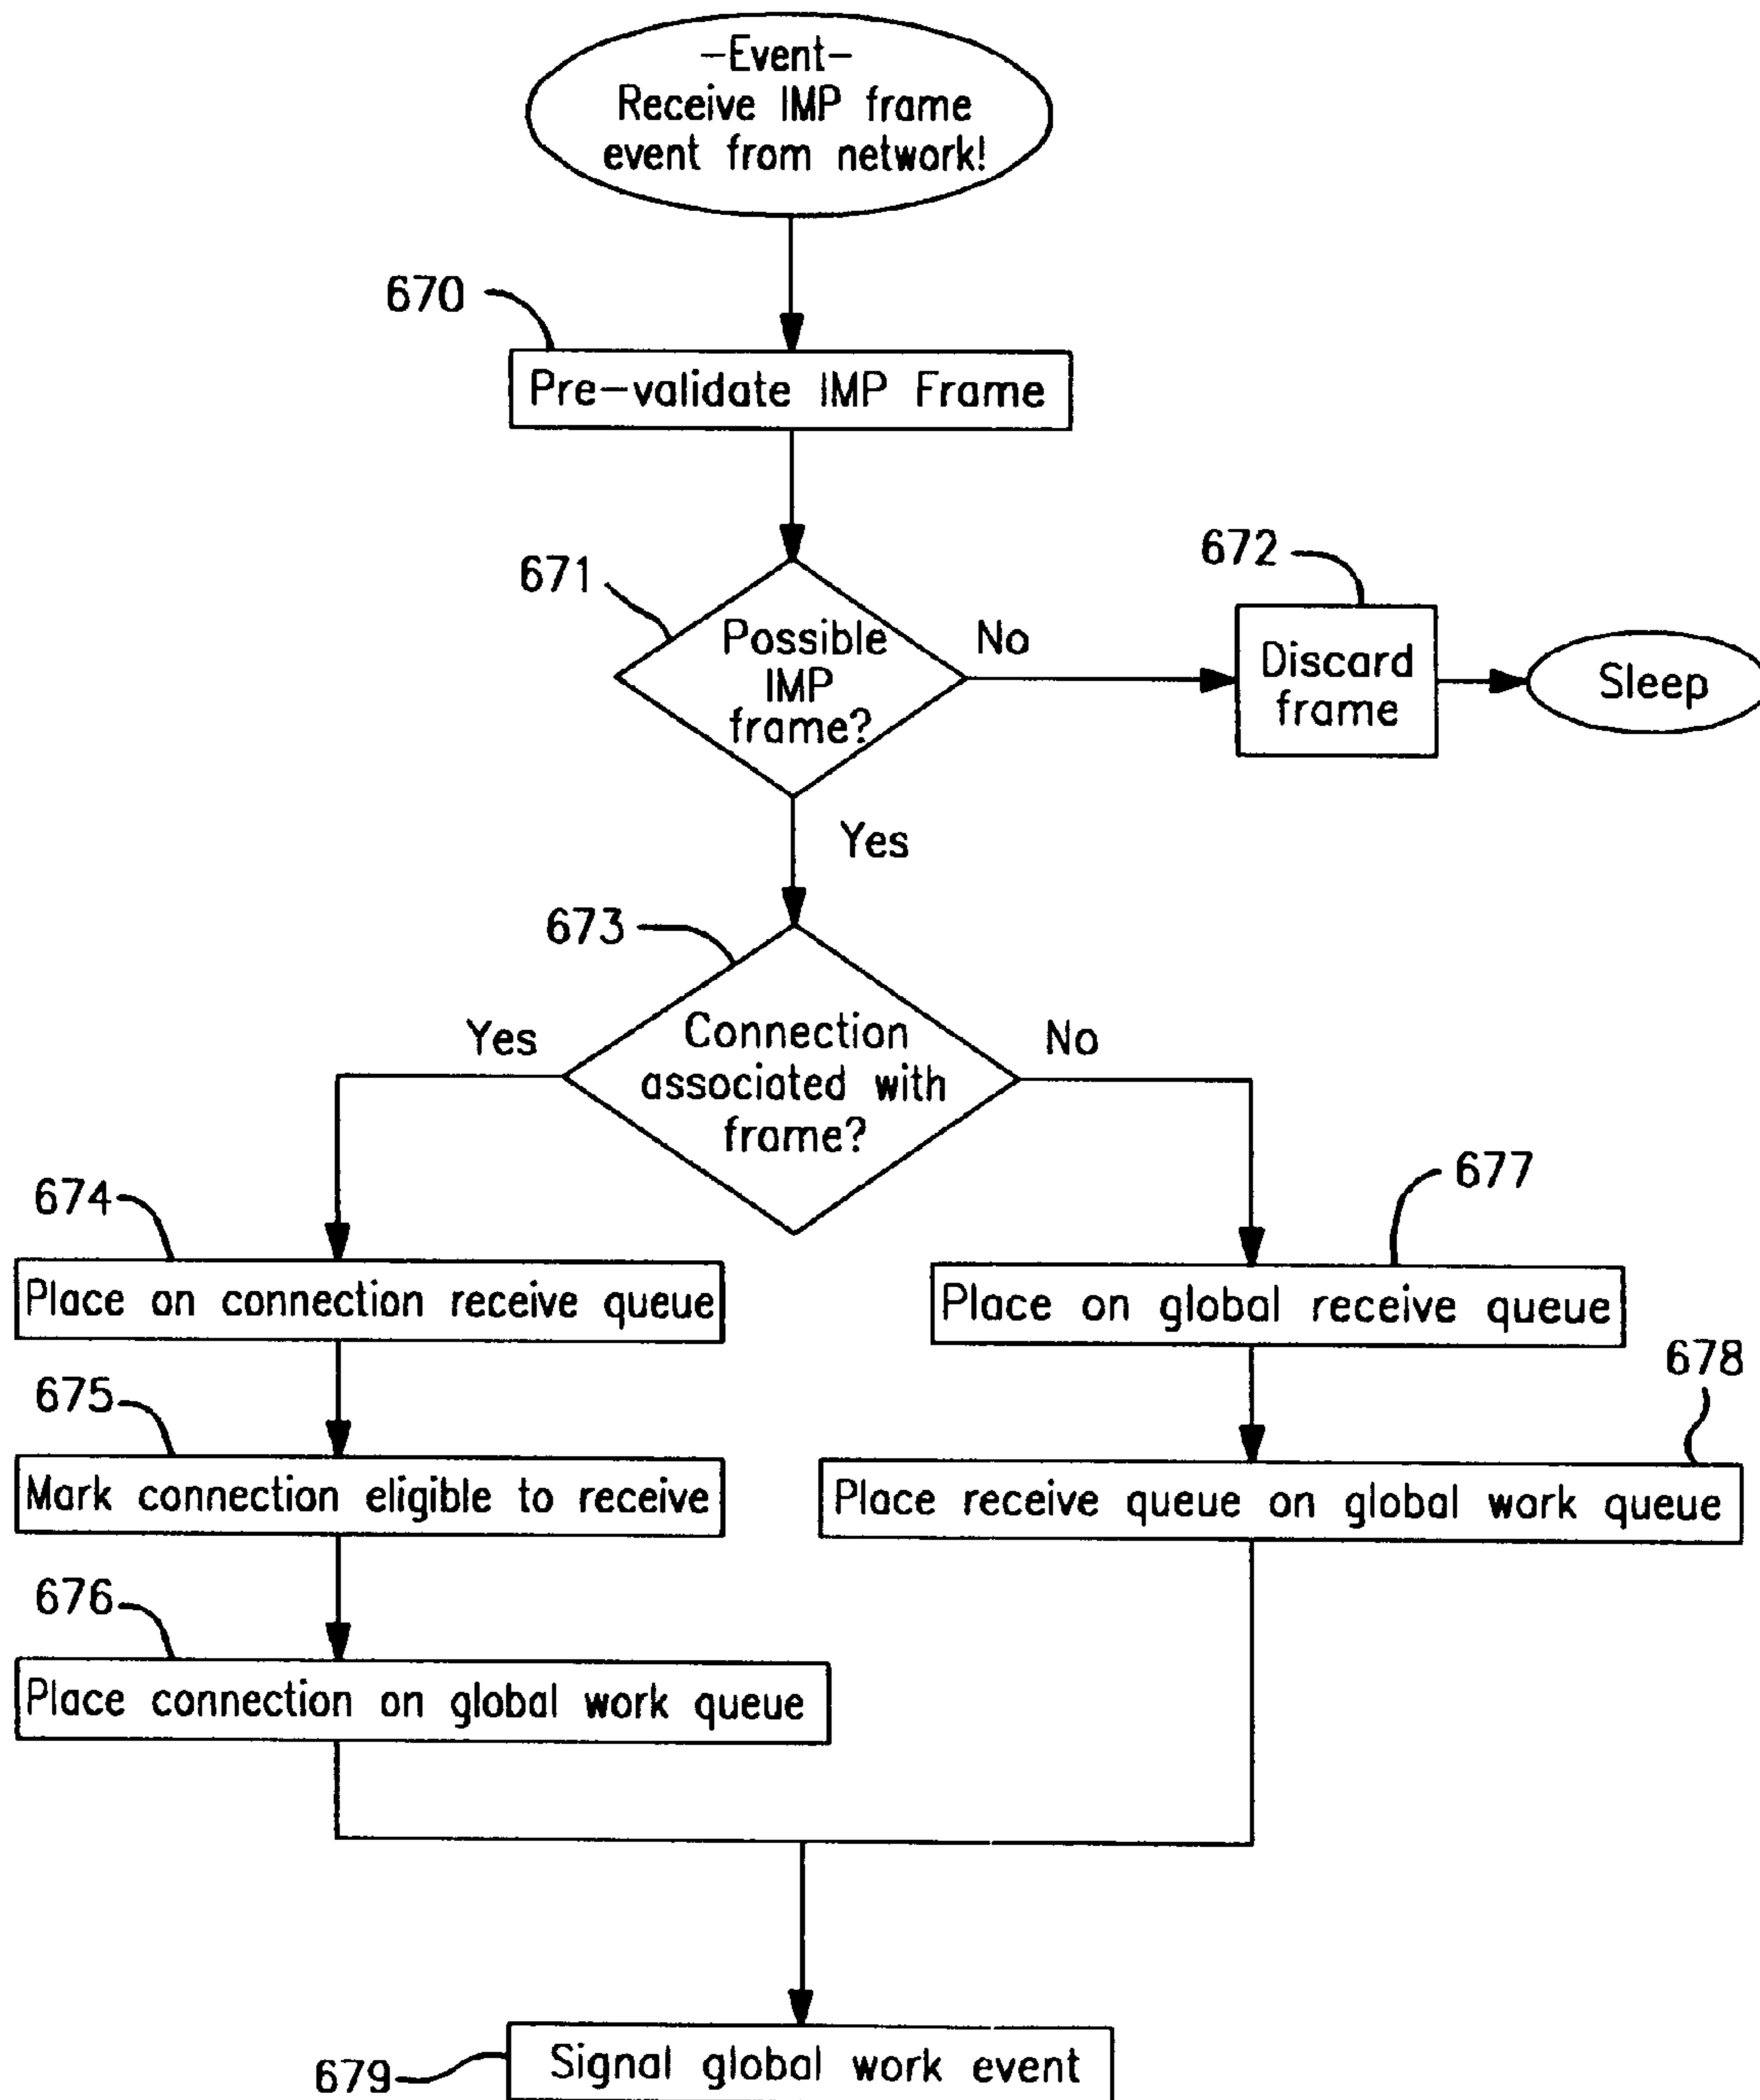 -Event-
Receive IMP frame
event from network!
670
Pre-validate IMP Frame
671
Possible
IMP
frame?
No
672
Discard
frame
Sleep
Yes
673
Connection
associated with
frame?
Yes
No
674
Place on connection receive queue
677
Place on global receive queue
675
Mark connection eligible to receive
678
Place receive queue on global work queue
676
Place connection on global work queue
679
Signal global work event